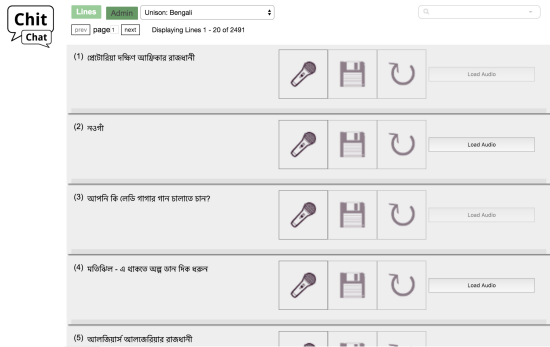 Chit
Chat
Lines Admin Unison: Bengali
prev page 1 next Displaying Lines 1 - 20 of 2491
(1) প্রেটোরিয়া দক্ষিণ আফ্রিকার রাজধানী
Load Audio
(2) নওগাঁ
Load Audio
(3) আপনি কি লেডি গাগার গান চালাতে চান?
Load Audio
(4) মতিঝিল - এ থাকতে অল্প ডান দিক ধরুন
Load Audio
(5) আলজিয়ার্স আলজেরিয়ার রাজধানী